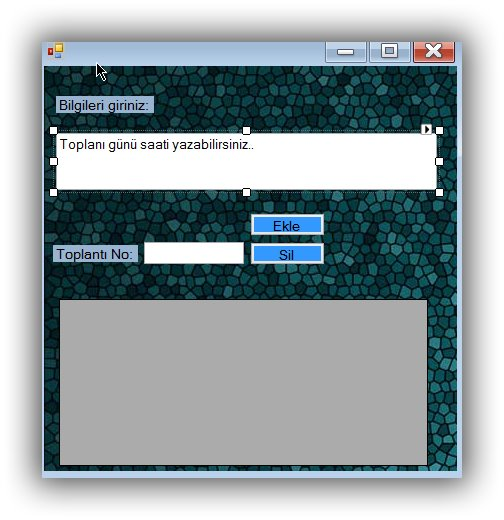 Bilgileri giriniz:
Toplanı günü saati yazabilirsiniz..
Ekle
Toplantı No:
Sil